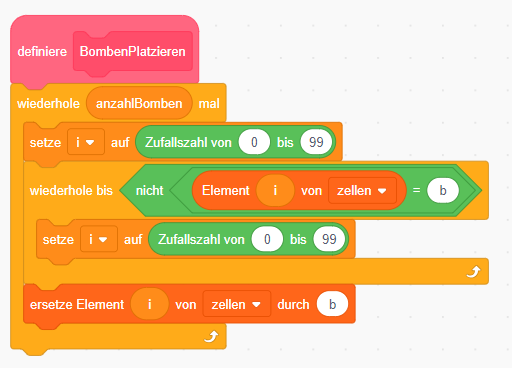 definiere BombenPlatzieren
wiederhole anzahlBomben mal
setze i auf Zufallszahl von 0 bis 99
wiederhole bis nicht Element i von zellen = b
setze i auf Zufallszahl von 0 bis 99
ersetze Element i von zellen durch b